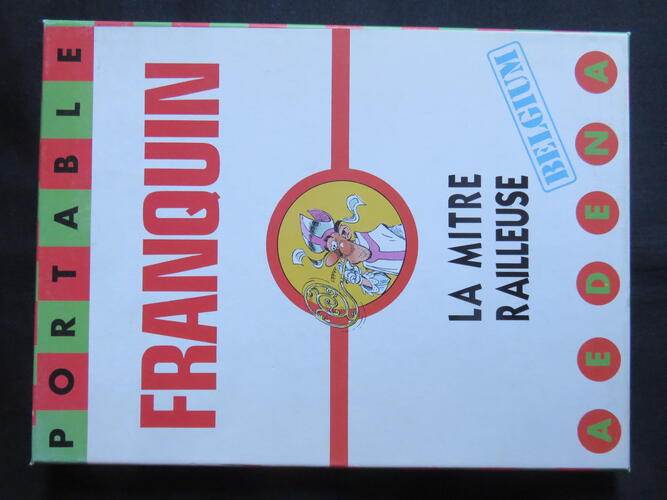 PORTABLE
FRANQUIN
LA MITRE
RAILLEUSE
BELGIUM
AEDENA